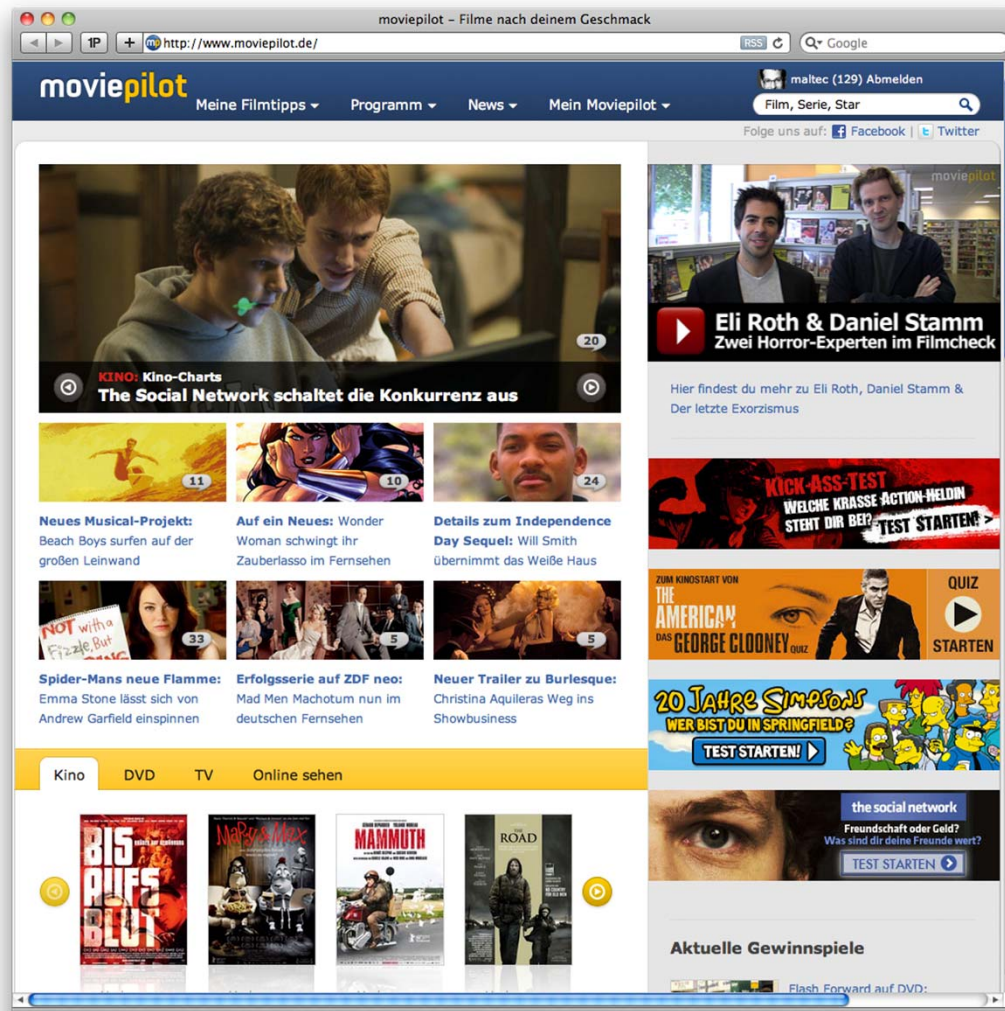 moviepilot – Filme nach deinem Geschmack
1P
+
mp http://www.moviepilot.de/
RSS
Google
moviepilot
maltec (129) Abmelden
Meine Filmtipps
Programm
News
Mein Moviepilot
Film, Serie, Star
Folge uns auf: Facebook | Twitter
20
KINO: Kino-Charts
The Social Network schaltet die Konkurrenz aus
moviepilot
Eli Roth & Daniel Stamm
Zwei Horror-Experten im Filmcheck
Hier findest du mehr zu Eli Roth, Daniel Stamm &
Der letzte Exorzismus
11
10
24
Neues Musical-Projekt:
Beach Boys surfen auf der
großen Leinwand
Auf ein Neues: Wonder
Woman schwingt ihr
Zauberlasso im Fernsehen
Details zum Independence
Day Sequel: Will Smith
übernimmt das Weiße Haus
KICK-ASS-TEST
WELCHE KRASSE ACTION-HELDIN
STEHT DIR BEI?
TEST STARTEN! >
NOT with a
Fizzle, But
33
5
5
Spider-Mans neue Flamme:
Emma Stone lässt sich von
Andrew Garfield einspinnen
Erfolgsserie auf ZDF neo:
Mad Men Machotum nun im
deutschen Fernsehen
Neuer Trailer zu Burlesque:
Christina Aquileras Weg ins
Showbusiness
ZUM KINOSTART VON
THE
AMERICAN
DAS GEORGE CLOONEY QUIZ
QUIZ
STARTEN
20 JAHRE SIMPSONS
WER BIST DU IN SPRINGFIELD?
TEST STARTEN!
Kino
DVD
TV
Online sehen
the social network
Freundschaft oder Geld?
Was sind dir deine Freunde wert?
TEST STARTEN
BIS
AUFS
BLUT
Mary & Max
MAMMUTH
THE
ROAD
Aktuelle Gewinnspiele
Flash Forward auf DVD: